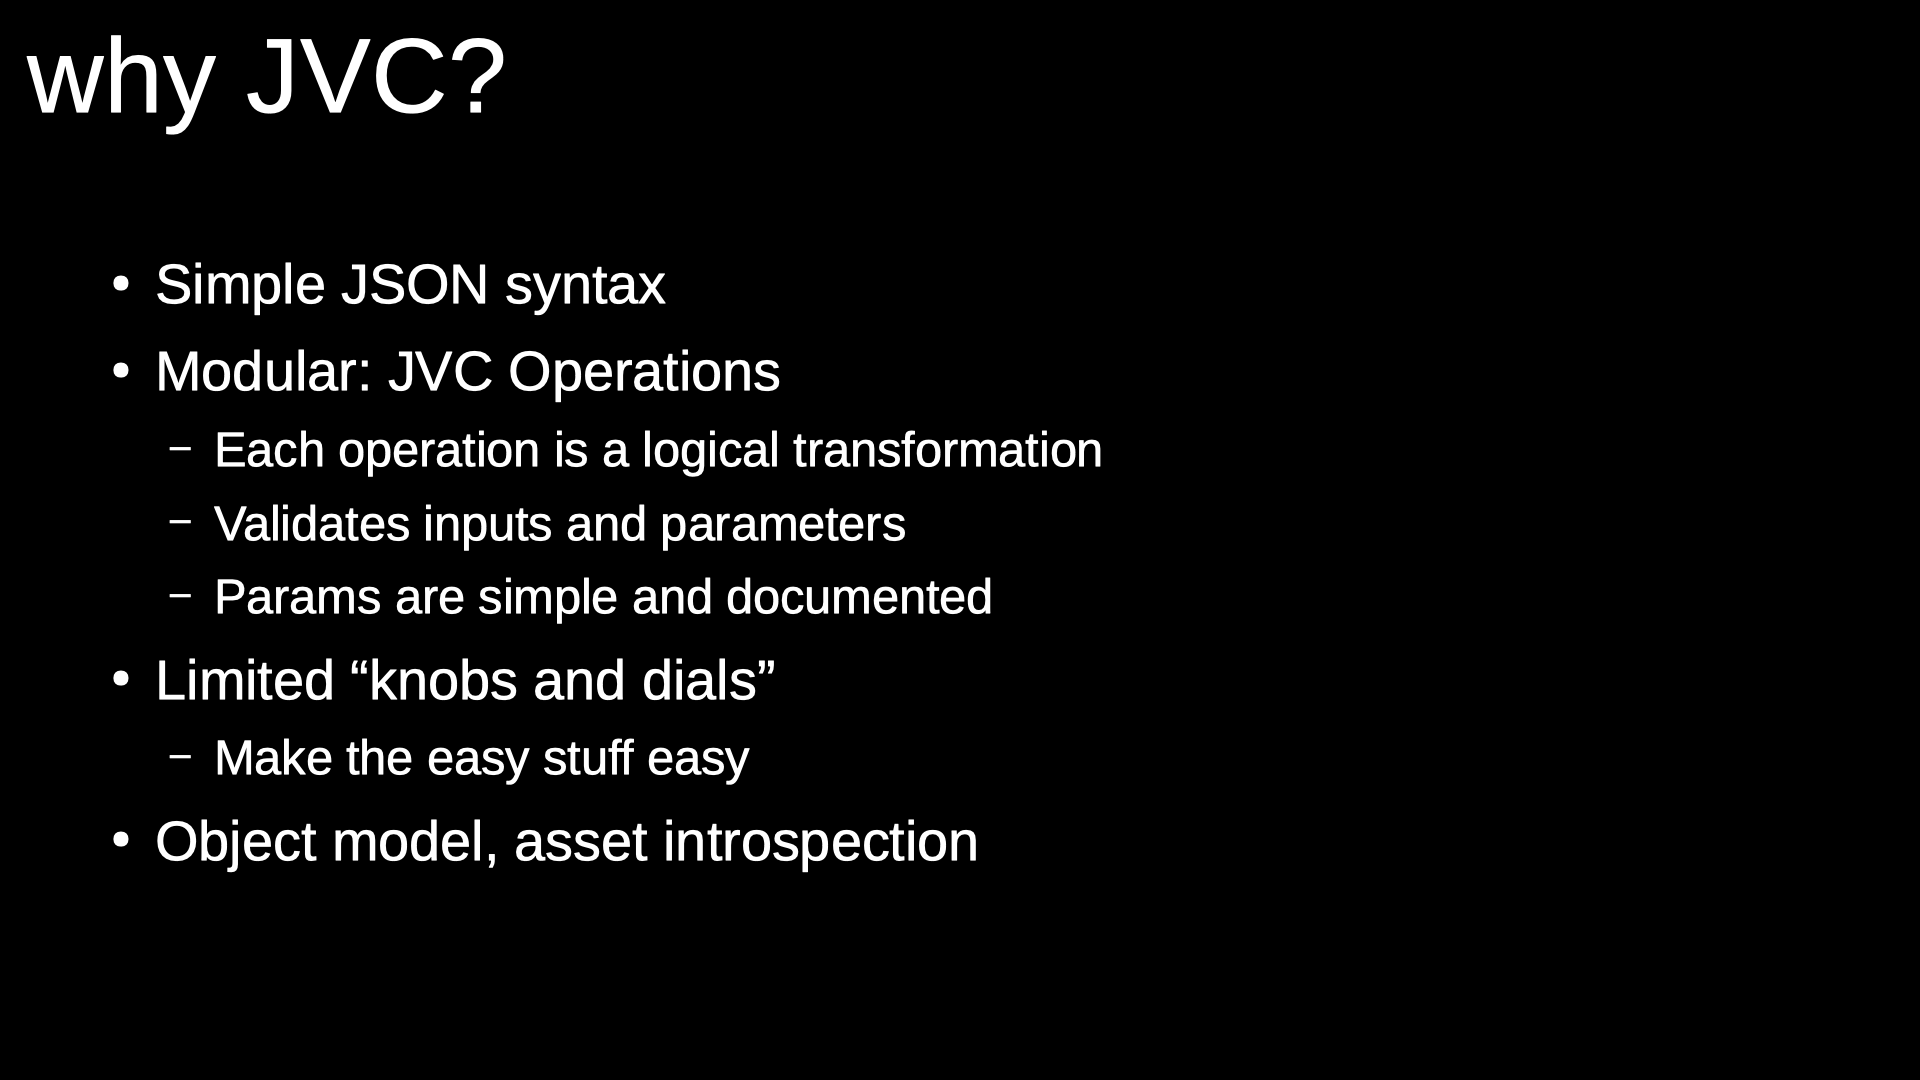 why JVC?
• Simple JSON syntax
• Modular: JVC Operations
– Each operation is a logical transformation
– Validates inputs and parameters
– Params are simple and documented
• Limited “knobs and dials”
– Make the easy stuff easy
• Object model, asset introspection